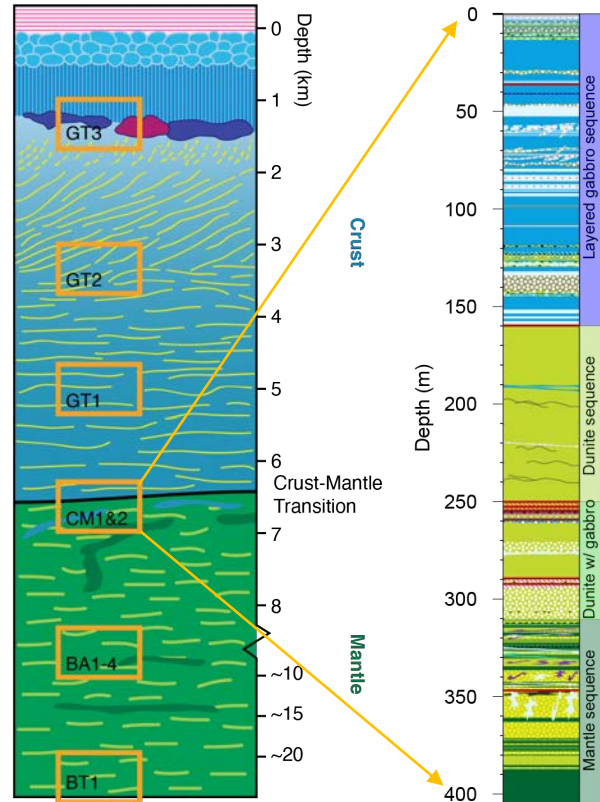 0
Depth (km)
1
GT3
2
3
GT2
4
5
GT1
6
Crust-Mantle
Transition
CM1&2
7
8
BA1-4
~10
~15
~20
BT1
Crust
Mantle
Depth (m)
0
50
100
150
200
250
300
350
400
Layered gabbro sequence
Dunite sequence
Dunite w/ gabbro
Mantle sequence